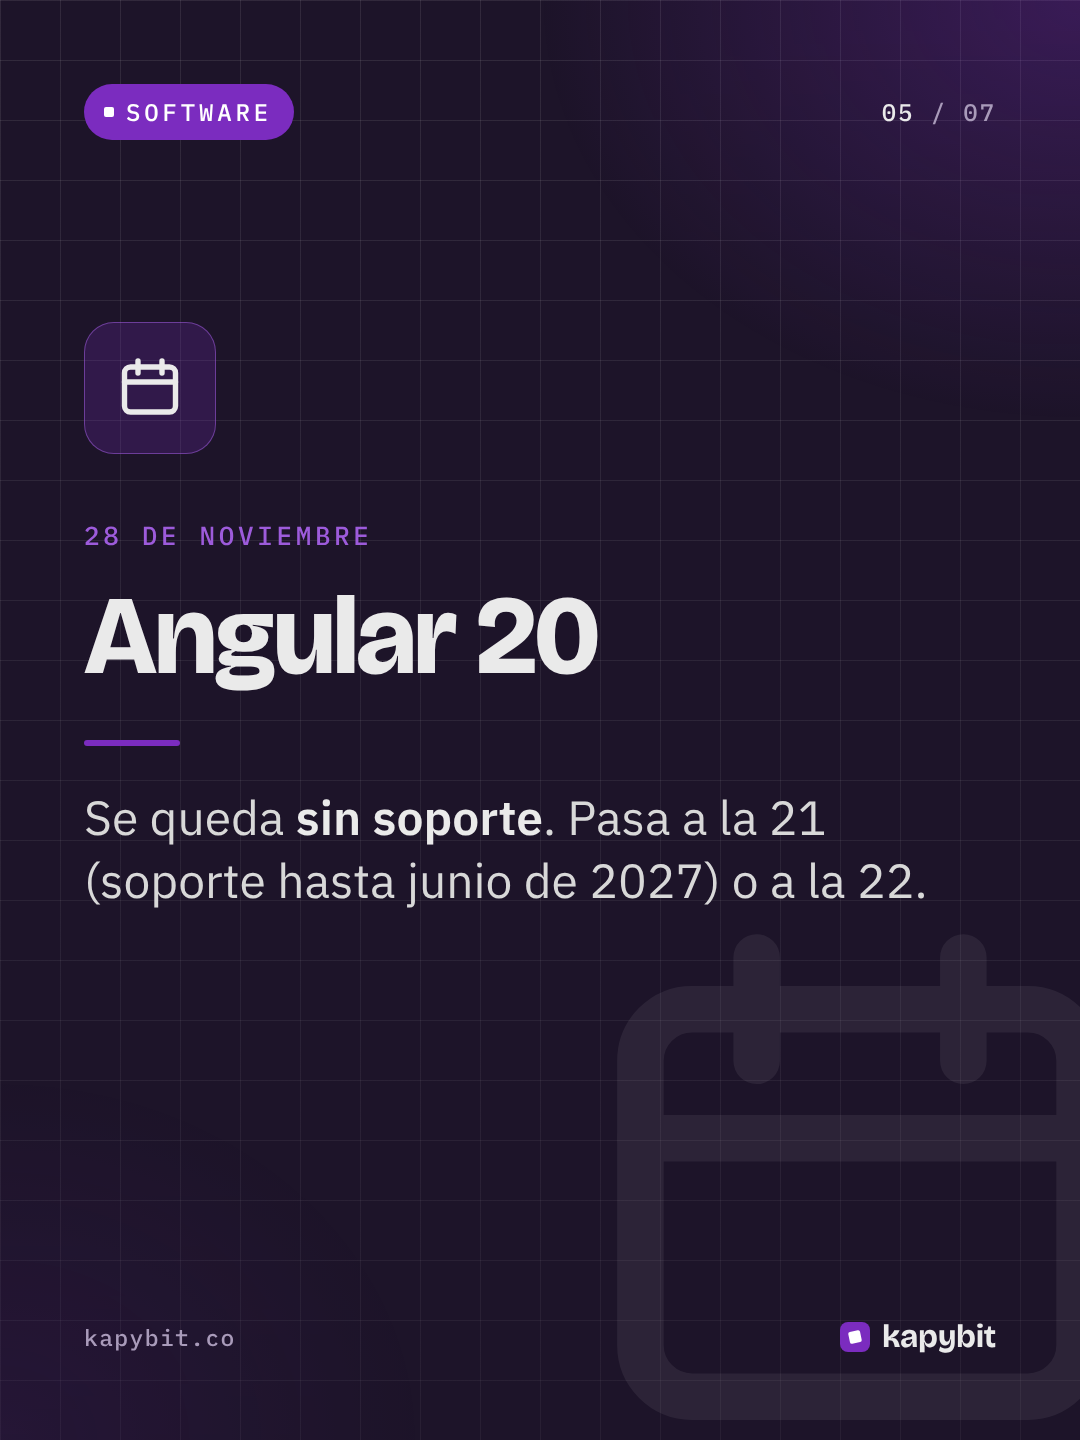 SOFTWARE
05 / 07
28 DE NOVIEMBRE
Angular 20
Se queda sin soporte. Pasa a la 21
(soporte hasta junio de 2027) o a la 22.
kapybit.co
kapybit